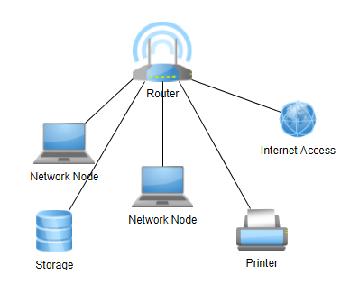 Router
Internet Access
Network Node
Network Node
Storage
Printer